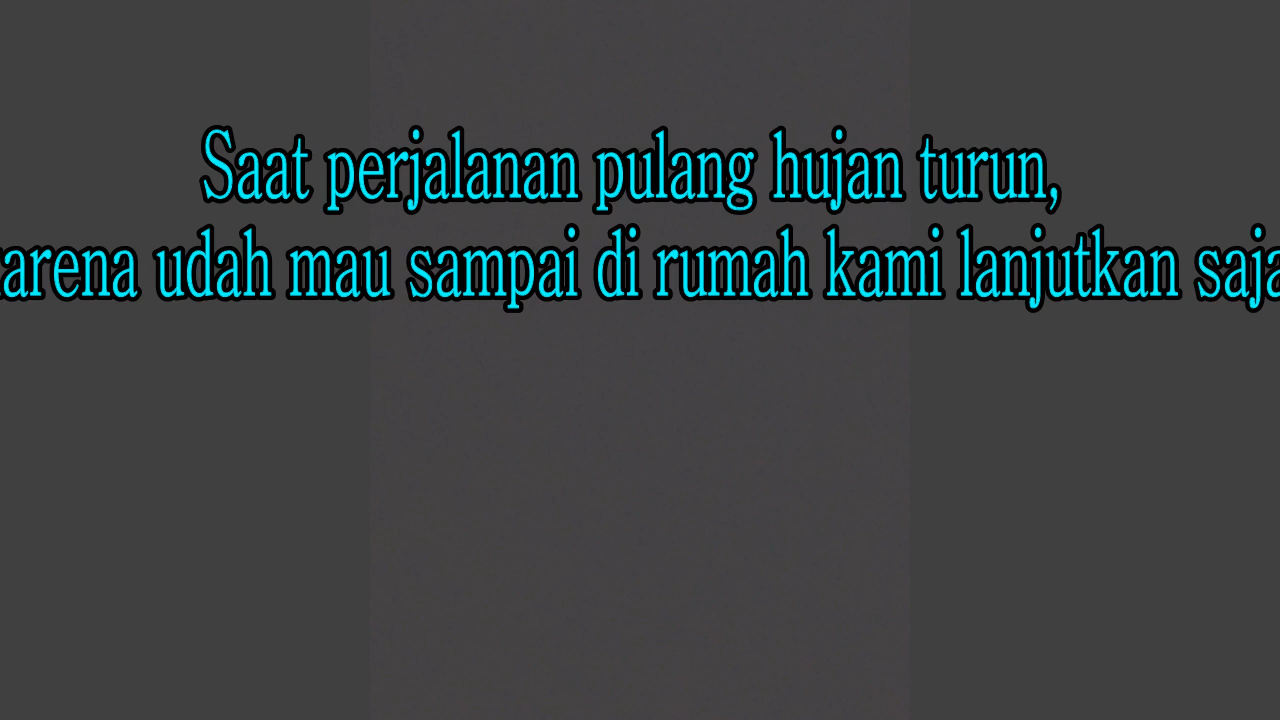 Saat perjalanan pulang hujan turun,
arena udah mau sampai di rumah kami lanjutkan saja